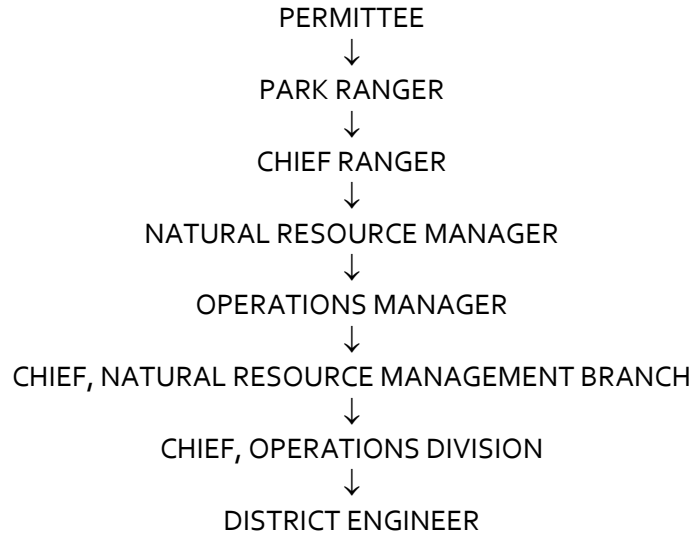 PERMITTEE
↓
PARK RANGER
↓
CHIEF RANGER
↓
NATURAL RESOURCE MANAGER
↓
OPERATIONS MANAGER
↓
CHIEF, NATURAL RESOURCE MANAGEMENT BRANCH
↓
CHIEF, OPERATIONS DIVISION
↓
DISTRICT ENGINEER